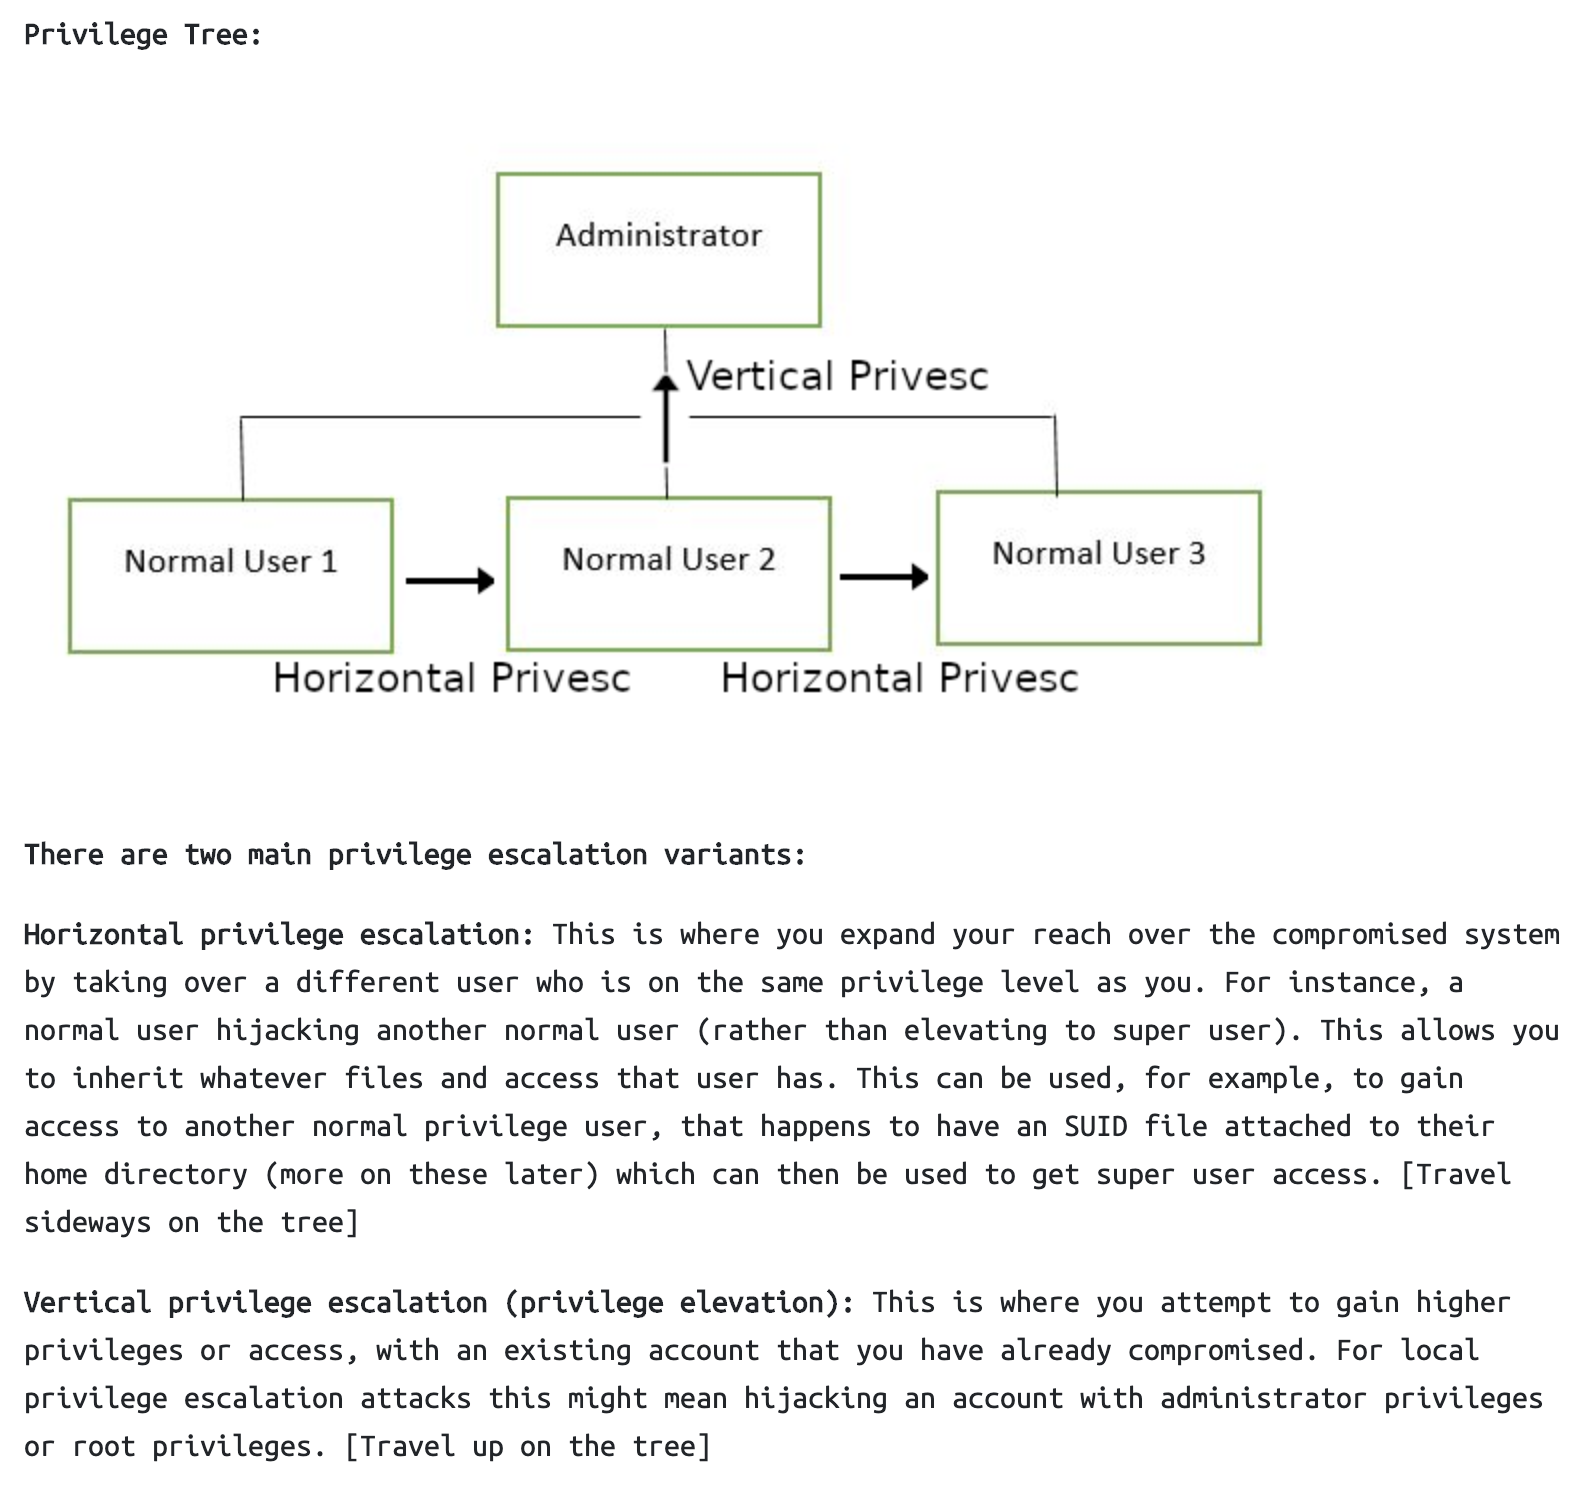 Privilege Tree:
Administrator
Vertical Privesc
Normal User 1
Normal User 2
Normal User 3
Horizontal Privesc
Horizontal Privesc
There are two main privilege escalation variants:
Horizontal privilege escalation: This is where you expand your reach over the compromised system
by taking over a different user who is on the same privilege level as you. For instance, a
normal user hijacking another normal user (rather than elevating to super user). This allows you
to inherit whatever files and access that user has. This can be used, for example, to gain
access to another normal privilege user, that happens to have an SUID file attached to their
home directory (more on these later) which can then be used to get super user access. [Travel
sideways on the tree]
Vertical privilege escalation (privilege elevation): This is where you attempt to gain higher
privileges or access, with an existing account that you have already compromised. For local
privilege escalation attacks this might mean hijacking an account with administrator privileges
or root privileges. [Travel up on the tree]